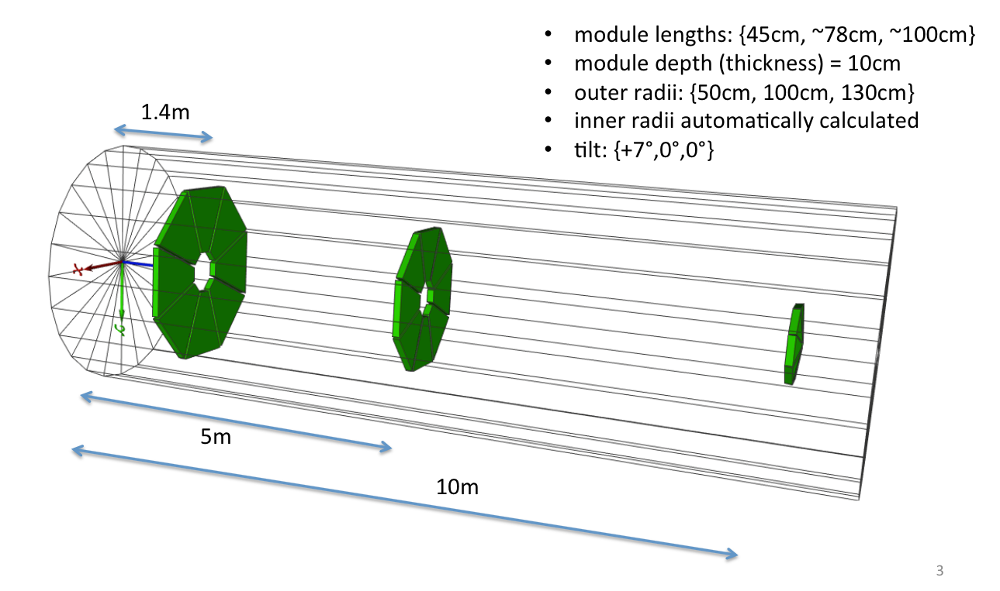 • module lengths: {45cm, ~78cm, ~100cm}
• module depth (thickness) = 10cm
• outer radii: {50cm, 100cm, 130cm}
• inner radii automatically calculated
• tilt: {+7°,0°,0°}
1.4m
x
y
5m
10m
3